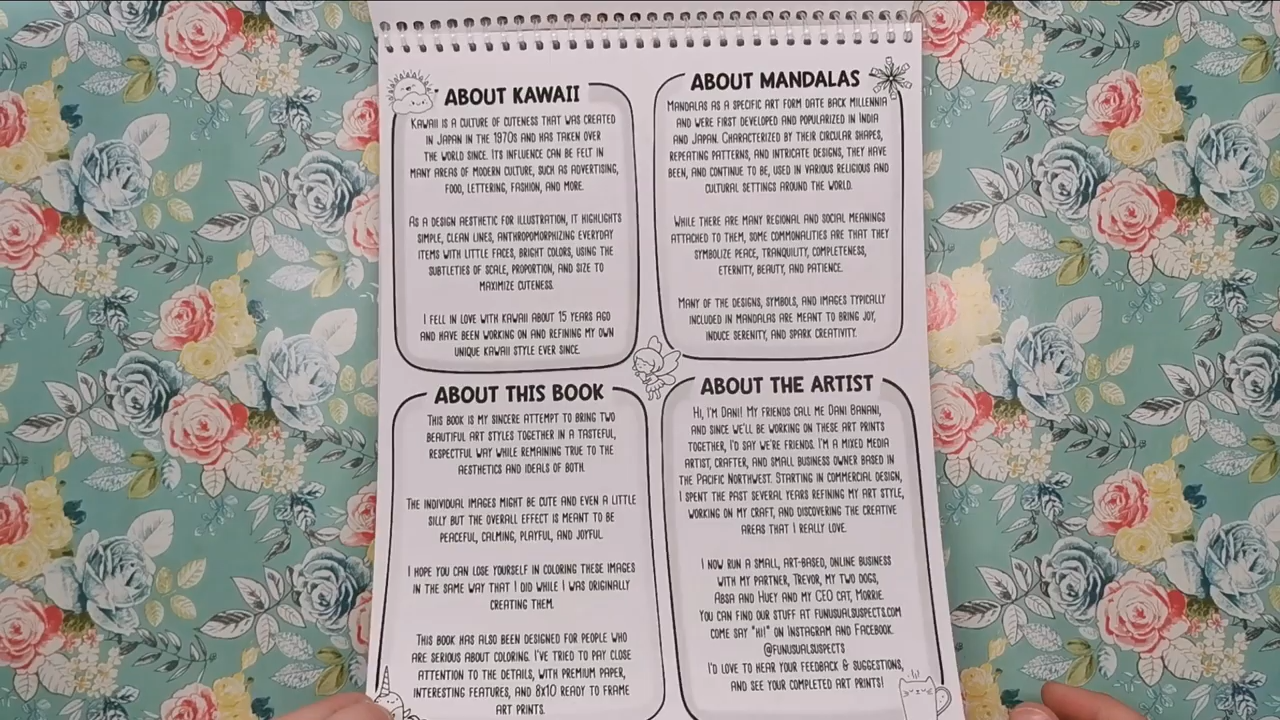 ABOUT KAWAII
KAWAII IS A CULTURE OF CUTENESS THAT WAS CREATED
IN JAPAN IN THE 1970S AND HAS TAKEN OVER
THE WORLD SINCE. ITS INFLUENCE CAN BE FELT IN
MANY AREAS OF MODERN CULTURE, SUCH AS ADVERTISING,
FOOD, LETTERING, FASHION, AND MORE.
AS A DESIGN AESTHETIC FOR ILLUSTRATION, IT HIGHLIGHTS
SIMPLE, CLEAN LINES, ANTHROPOMORPHIZING EVERYDAY
ITEMS WITH LITTLE FACES, BRIGHT COLORS, USING THE
SUBTLETIES OF SCALE, PROPORTION, AND SIZE TO
MAXIMIZE CUTENESS.
I FELL IN LOVE WITH KAWAII ABOUT 15 YEARS AGO
AND HAVE BEEN WORKING ON AND REFINING MY OWN
UNIQUE KAWAII STYLE EVER SINCE.
ABOUT MANDALAS
MANDALAS AS A SPECIFIC ART FORM DATE BACK MILLENNIA
AND WERE FIRST DEVELOPED AND POPULARIZED IN INDIA
AND JAPAN. CHARACTERIZED BY THEIR CIRCULAR SHAPES,
REPEATING PATTERNS, AND INTRICATE DESIGNS, THEY HAVE
BEEN, AND CONTINUE TO BE, USED IN VARIOUS RELIGIOUS AND
CULTURAL SETTINGS AROUND THE WORLD.
WHILE THERE ARE MANY REGIONAL AND SOCIAL MEANINGS
ATTACHED TO THEM, SOME COMMONALITIES ARE THAT THEY
SYMBOLIZE PEACE, TRANQUILITY, COMPLETENESS,
ETERNITY, BEAUTY, AND PATIENCE.
MANY OF THE DESIGNS, SYMBOLS, AND IMAGES TYPICALLY
INCLUDED IN MANDALAS ARE MEANT TO BRING JOY,
INDUCE SERENITY, AND SPARK CREATIVITY.
ABOUT THIS BOOK
THIS BOOK IS MY SINCERE ATTEMPT TO BRING TWO
BEAUTIFUL ART STYLES TOGETHER IN A TASTEFUL,
RESPECTFUL WAY WHILE REMAINING TRUE TO THE
AESTHETICS AND IDEALS OF BOTH.
THE INDIVIDUAL IMAGES MIGHT BE CUTE AND EVEN A LITTLE
SILLY BUT THE OVERALL EFFECT IS MEANT TO BE
PEACEFUL, CALMING, PLAYFUL, AND JOYFUL.
I HOPE YOU CAN LOSE YOURSELF IN COLORING THESE IMAGES
IN THE SAME WAY THAT I DID WHILE I WAS ORIGINALLY
CREATING THEM.
THIS BOOK HAS ALSO BEEN DESIGNED FOR PEOPLE WHO
ARE SERIOUS ABOUT COLORING. I'VE TRIED TO PAY CLOSE
ATTENTION TO THE DETAILS, WITH PREMIUM PAPER,
INTERESTING FEATURES, AND 8X10 READY TO FRAME
ART PRINTS.
ABOUT THE ARTIST
HI, I'M DANI! MY FRIENDS CALL ME DANI BANANI,
AND SINCE WE'LL BE WORKING ON THESE ART PRINTS
TOGETHER, I'D SAY WE'RE FRIENDS. I'M A MIXED MEDIA
ARTIST, CRAFTER, AND SMALL BUSINESS OWNER BASED IN
THE PACIFIC NORTHWEST. STARTING IN COMMERCIAL DESIGN,
I SPENT THE PAST SEVERAL YEARS REFINING MY ART STYLE,
WORKING ON MY CRAFT, AND DISCOVERING THE CREATIVE
AREAS THAT I REALLY LOVE.
I NOW RUN A SMALL, ART-BASED, ONLINE BUSINESS
WITH MY PARTNER, TREVOR, MY TWO DOGS,
ABSA AND HUEY AND MY CEO CAT, MORRIE.
YOU CAN FIND OUR STUFF AT FUNUSUALSUSPECTS.COM
COME SAY "HI!" ON INSTAGRAM AND FACEBOOK.
@FUNUSUALSUSPECTS
I'D LOVE TO HEAR YOUR FEEDBACK & SUGGESTIONS,
AND SEE YOUR COMPLETED ART PRINTS!